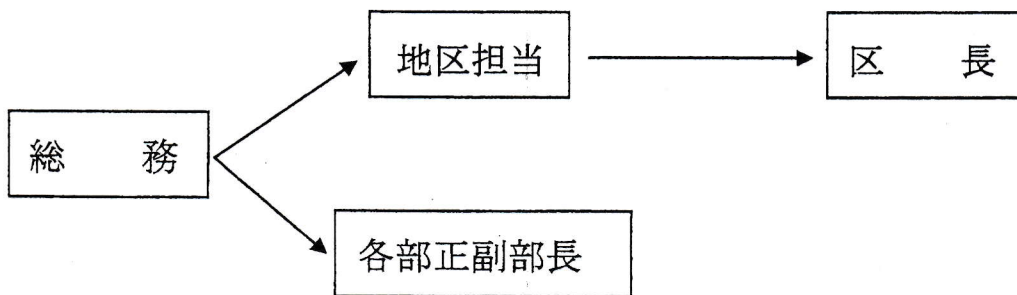 地区担当
区　長
総　務
各部正副部長